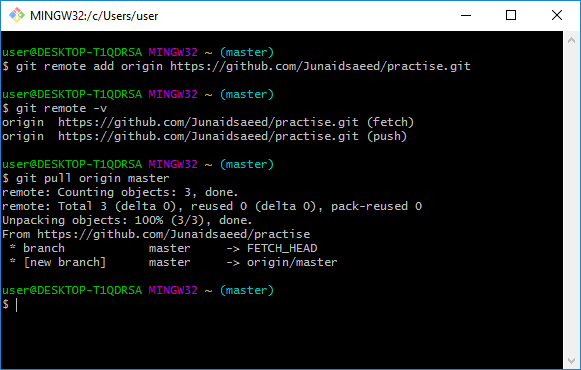 MINGW32:/c/Users/user
user@DESKTOP-T1QDRSA MINGW32 ~ (master)
$ git remote add origin https://github.com/Junaidsaeed/practise.git
user@DESKTOP-T1QDRSA MINGW32 ~ (master)
$ git remote -v
origin  https://github.com/Junaidsaeed/practise.git (fetch)
origin  https://github.com/Junaidsaeed/practise.git (push)
user@DESKTOP-T1QDRSA MINGW32 ~ (master)
$ git pull origin master
remote: Counting objects: 3, done.
remote: Total 3 (delta 0), reused 0 (delta 0), pack-reused 0
Unpacking objects: 100% (3/3), done.
From https://github.com/Junaidsaeed/practise
 * branch            master     -> FETCH_HEAD
 * [new branch]      master     -> origin/master
user@DESKTOP-T1QDRSA MINGW32 ~ (master)
$